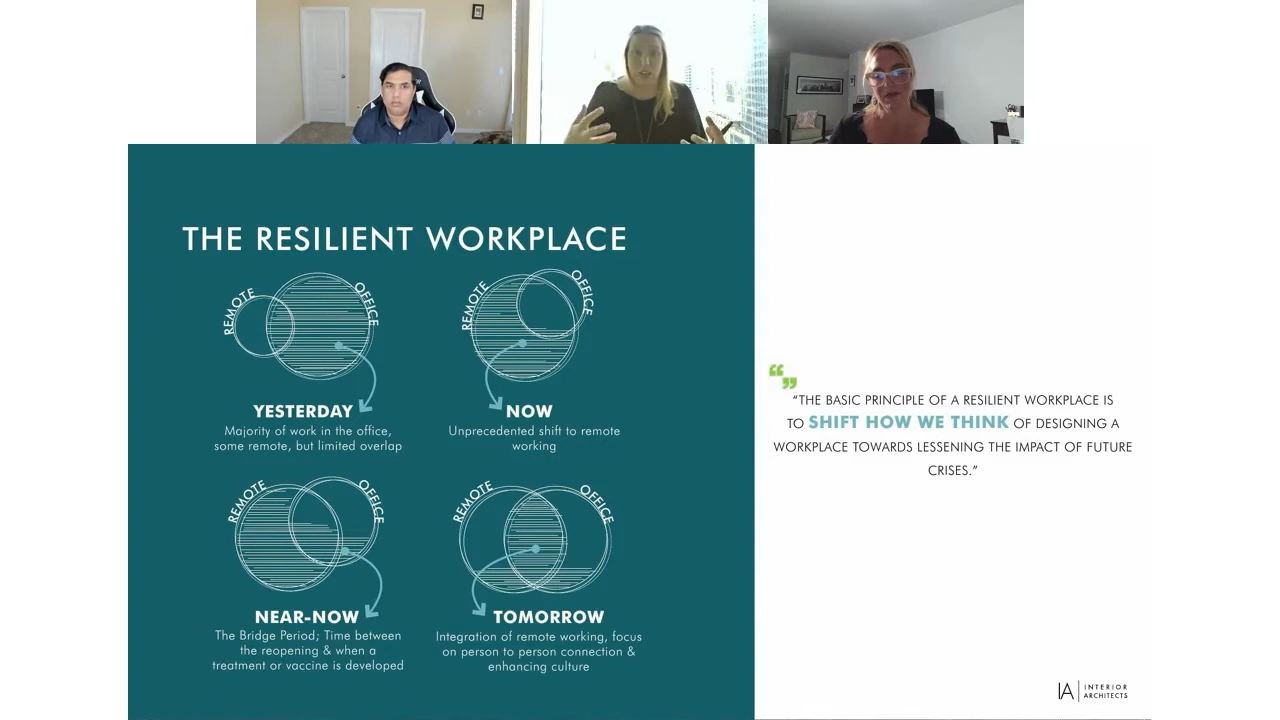 THE RESILIENT WORKPLACE
REMOTE
OFFICE
REMOTE
OFFICE
YESTERDAY
Majority of work in the office,
some remote, but limited overlap
NOW
Unprecedented shift to remote
working
REMOTE
OFFICE
REMOTE
OFFICE
NEAR-NOW
The Bridge Period; Time between
the reopening & when a
treatment or vaccine is developed
TOMORROW
Integration of remote working, focus
on person to person connection &
enhancing culture
“THE BASIC PRINCIPLE OF A RESILIENT WORKPLACE IS
TO SHIFT HOW WE THINK OF DESIGNING A
WORKPLACE TOWARDS LESSENING THE IMPACT OF FUTURE
CRISES.”
IA INTERIOR
ARCHITECTS